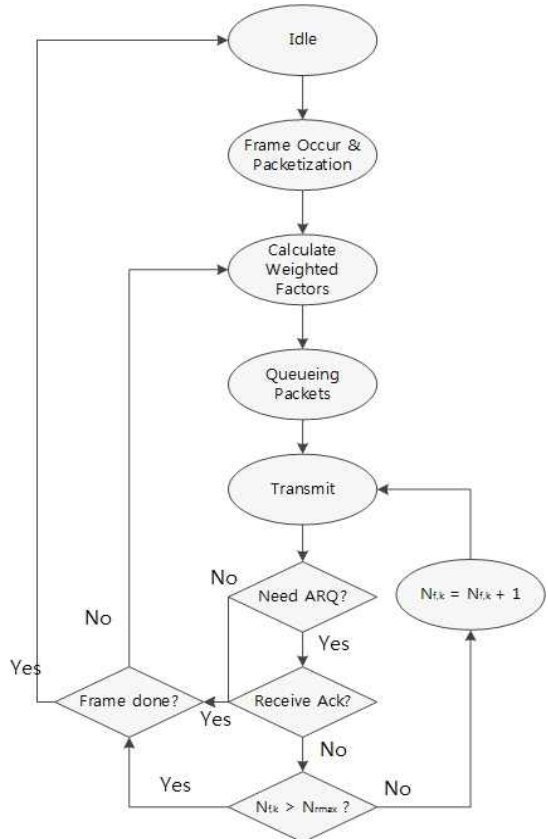 Idle
Frame Occur &
Packetization
Calculate
Weighted
Factors
Queueing
Packets
Transmit
No
Need ARQ?
Nf,k = Nf,k + 1
No
Yes
Yes
Frame done?
Yes
Receive Ack?
No
Yes
Nf,k > Nrmax ?
No